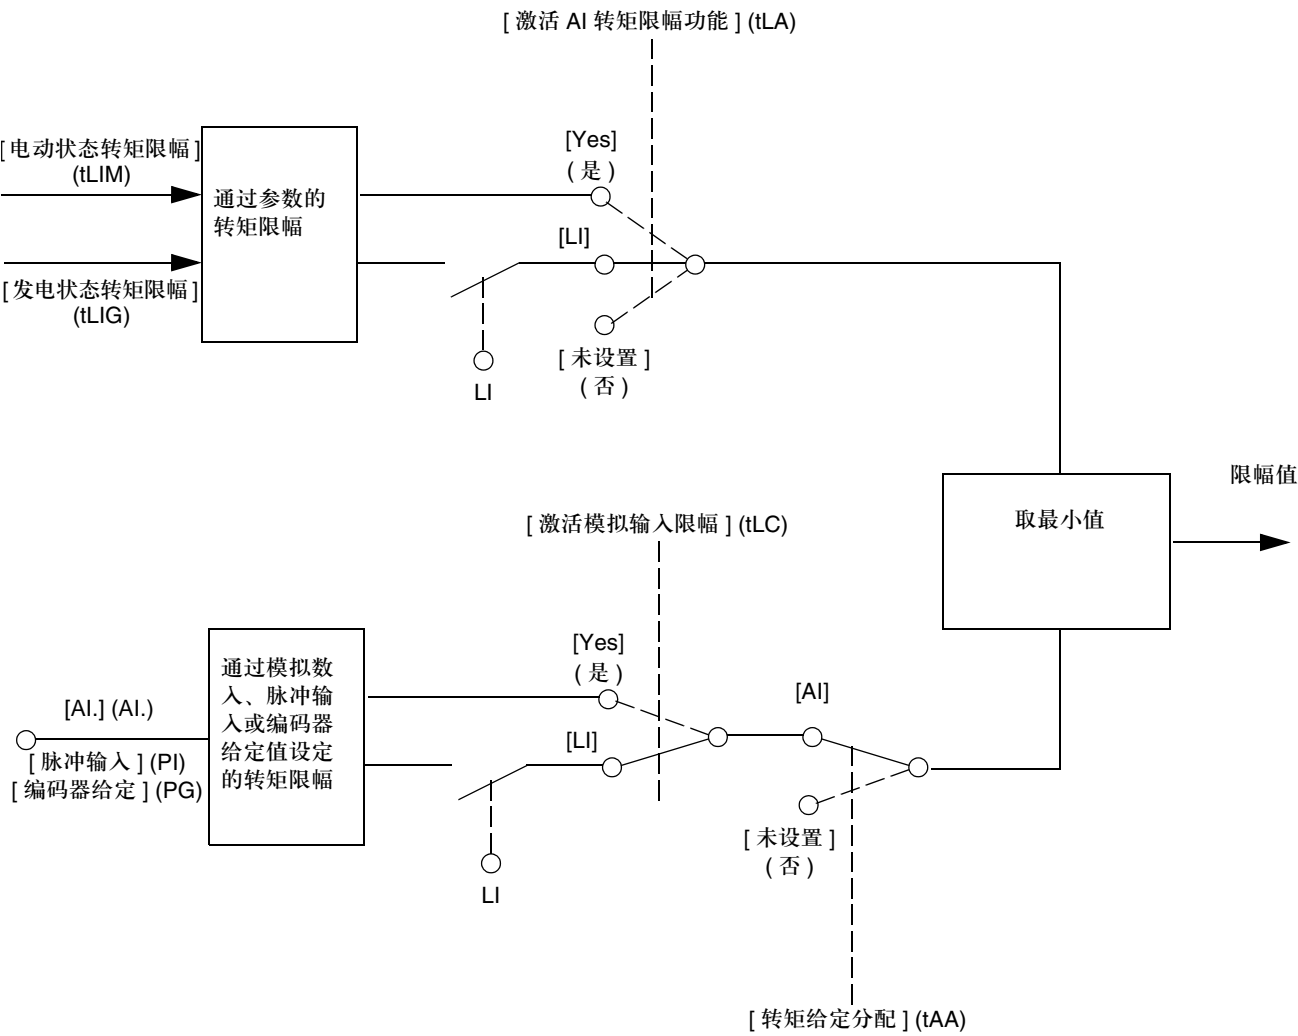 [ 激活 AI 转矩限幅功能 ] (tLA)
[ 电动状态转矩限幅 ]
(tLIM)
[ 发电状态转矩限幅 ]
(tLIG)
通过参数的
转矩限幅
[Yes]
( 是 )
[LI]
[ 未设置 ]
( 否 )
LI
限幅值
取最小值
[ 激活模拟输入限幅 ] (tLC)
[AI.] (AI.)
[ 脉冲输入 ] (PI)
[ 编码器给定 ] (PG)
通过模拟数
入、脉冲输
入或编码器
给定值设定
的转矩限幅
[Yes]
( 是 )
[LI]
LI
[AI]
[ 未设置 ]
( 否 )
[ 转矩给定分配 ] (tAA)